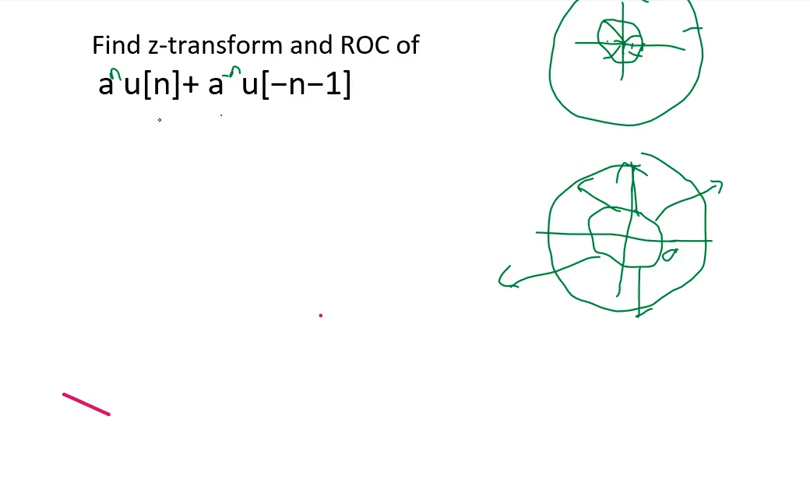 Find z-transform and ROC of
aⁿu[n]+ a⁻ⁿu[−n−1]
a